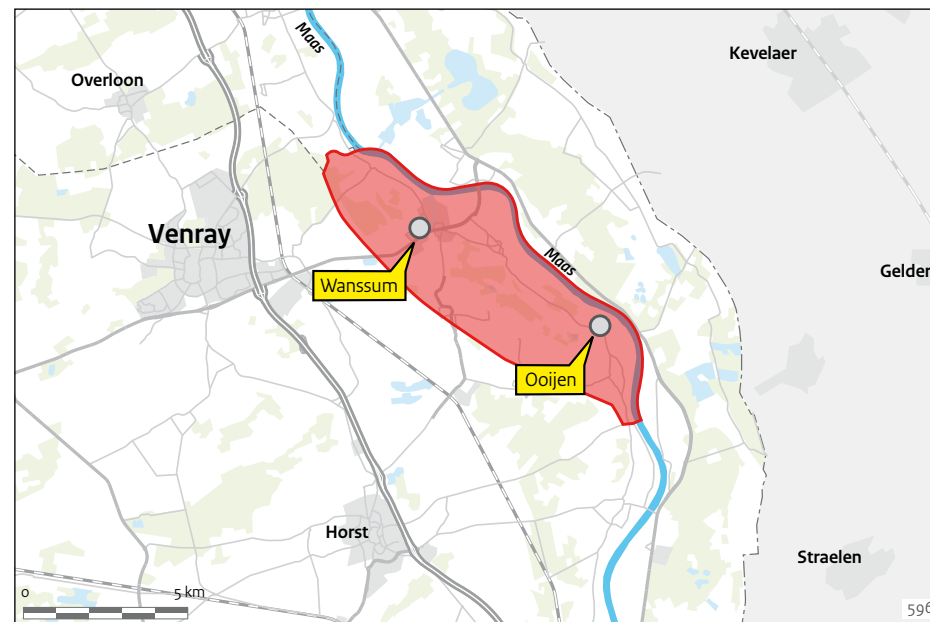 Maas
Kevelaer
Overloon
Venray
Maas
Gelder
Wanssum
Ooijen
Horst
Straelen
0 5 km
596